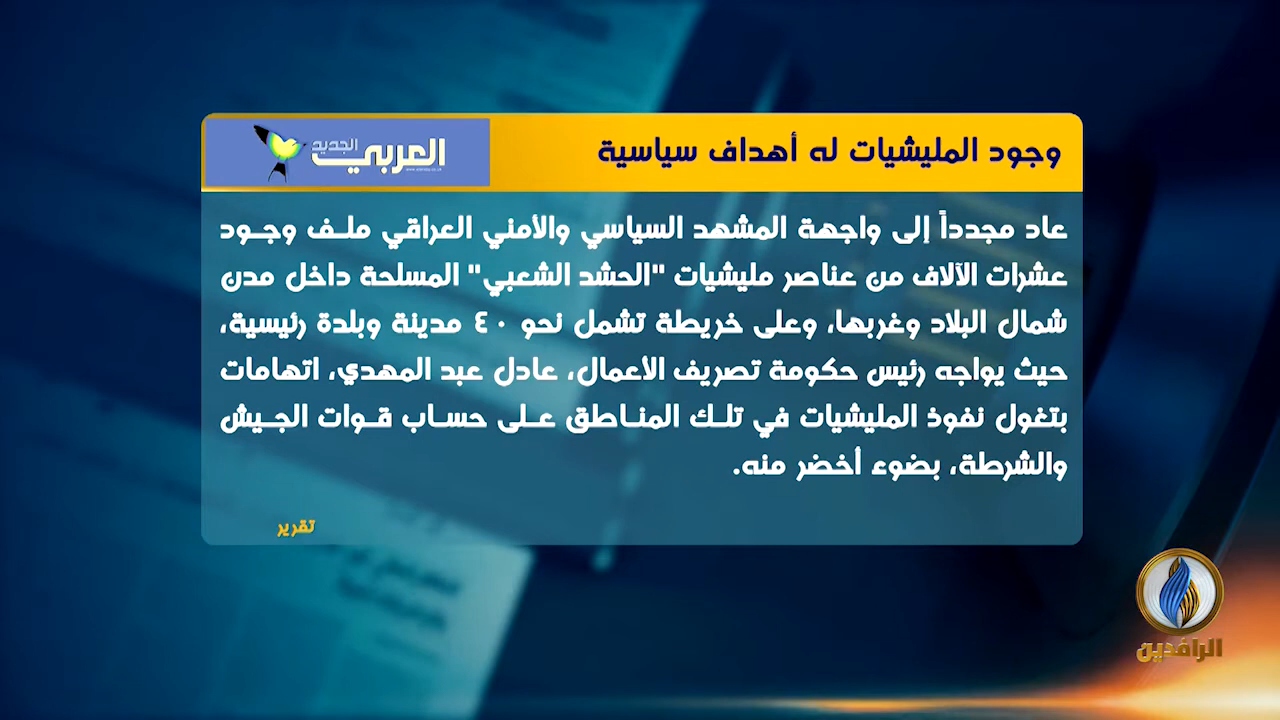 وجود المليشيات له أهداف سياسية
العربي الجديد
عاد مجدداً إلى واجهة المشهد السياسي والأمني العراقي ملف وجود
عشرات الآلاف من عناصر مليشيات "الحشد الشعبي" المسلحة داخل مدن
شمال البلاد وغربها، وعلى خريطة تشمل نحو ٤٠ مدينة وبلدة رئيسية،
حيث يواجه رئيس حكومة تصريف الأعمال، عادل عبد المهدي، اتهامات
بتغول نفوذ المليشيات في تلك المناطق على حساب قوات الجيش
والشرطة، بضوء أخضر منه.
تقرير
الرافدين